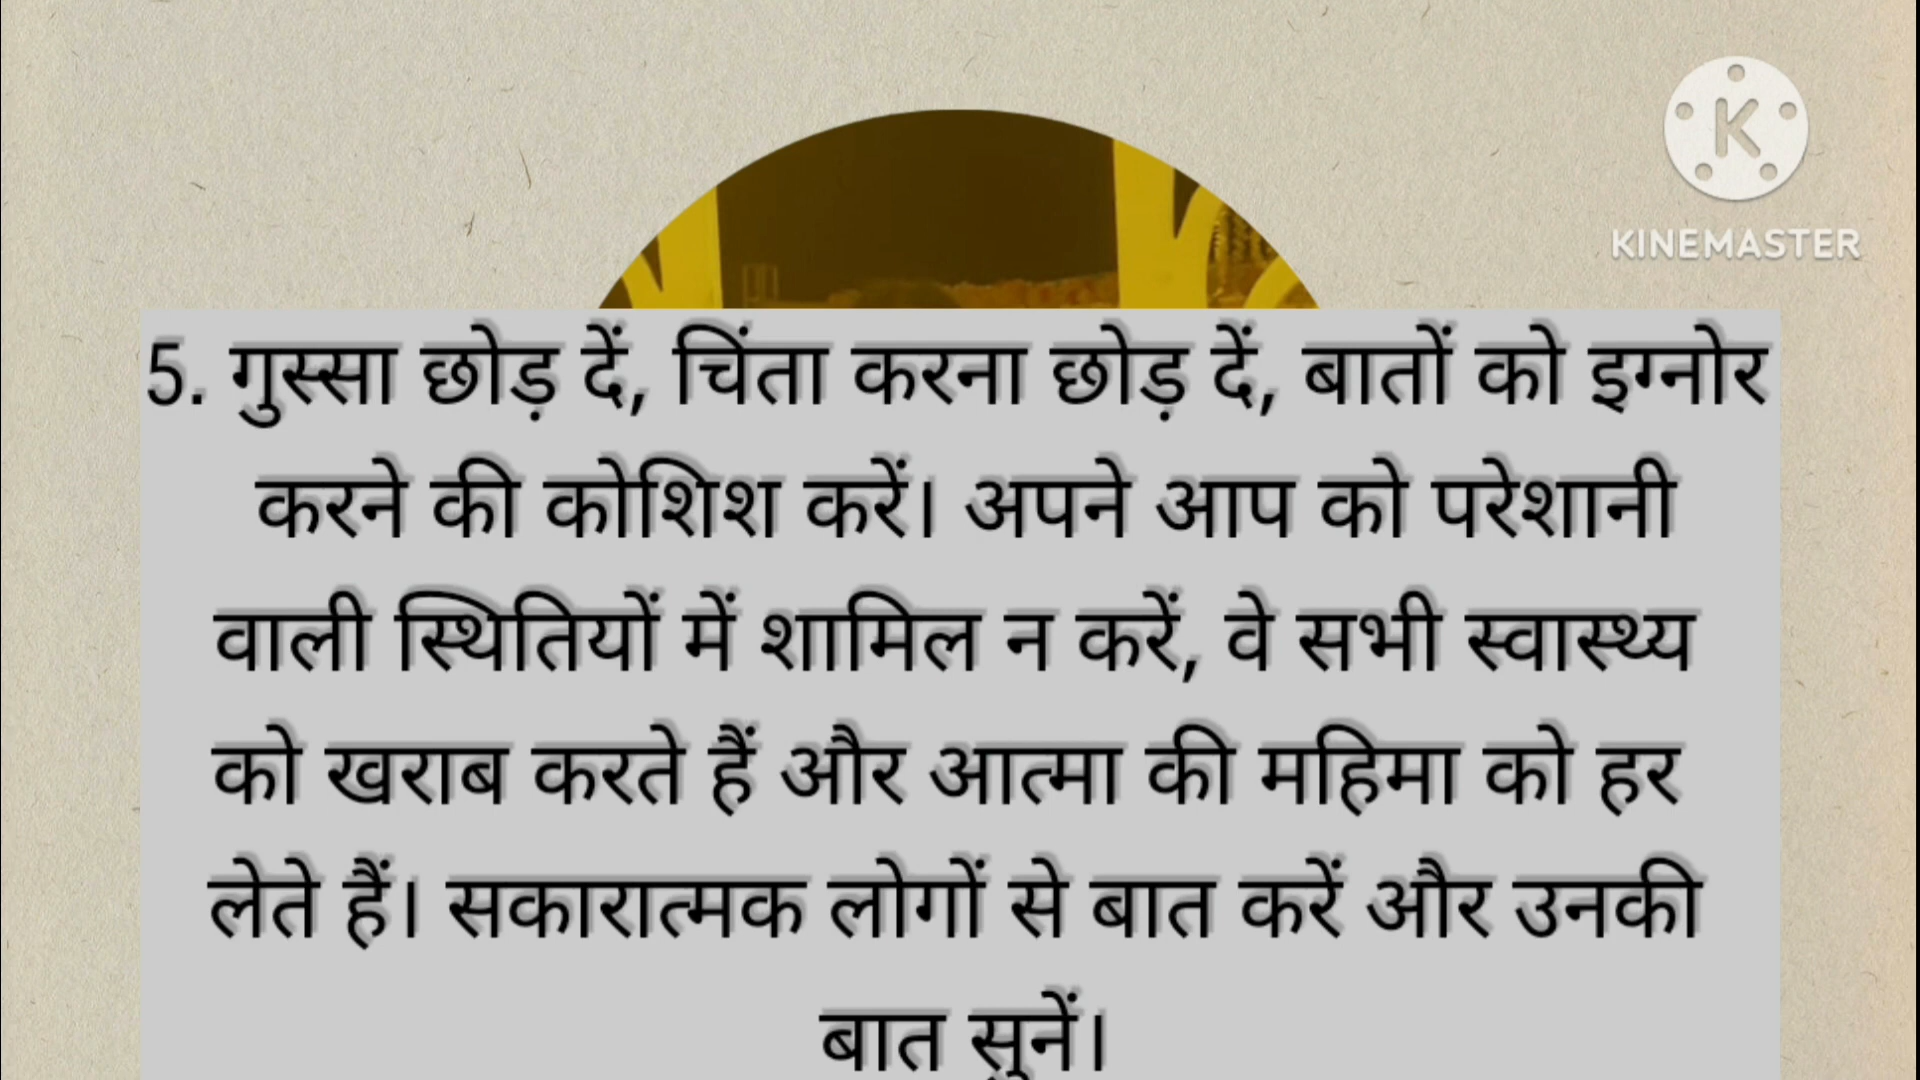 KINEMASTER
5. गुस्सा छोड़ दें, चिंता करना छोड़ दें, बातों को इग्नोर
करने की कोशिश करें। अपने आप को परेशानी
वाली स्थितियों में शामिल न करें, वे सभी स्वास्थ्य
को खराब करते हैं और आत्मा की महिमा को हर
लेते हैं। सकारात्मक लोगों से बात करें और उनकी
बात सुनें।